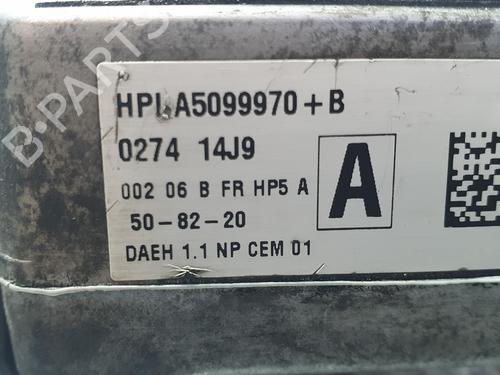 B-PARTS
HPLA5099970+B
0274 14J9
002 06 B FR HP5 A
A
50-82-20
DAEH 1.1 NP CEM 01